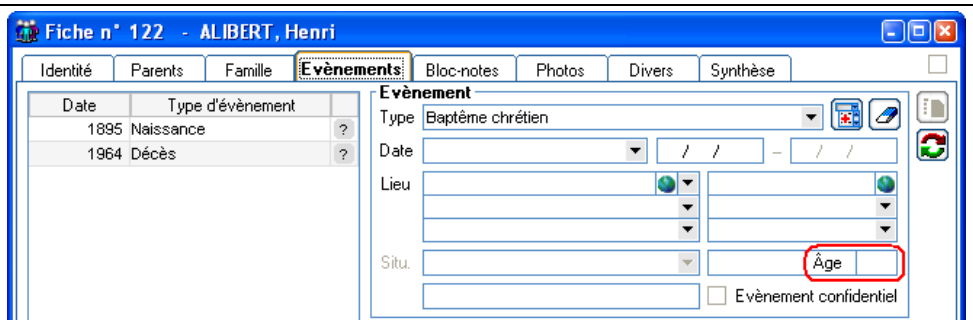 Fiche n° 122 - ALIBERT, Henri
Identité Parents Famille Evènements Bloc-notes Photos Divers Synthèse
Date Type d'évènement
1895 Naissance ?
1964 Décès ?
Evènement
Type Baptême chrétien
Date / / – / /
Lieu
Situ. Âge
Evènement confidentiel